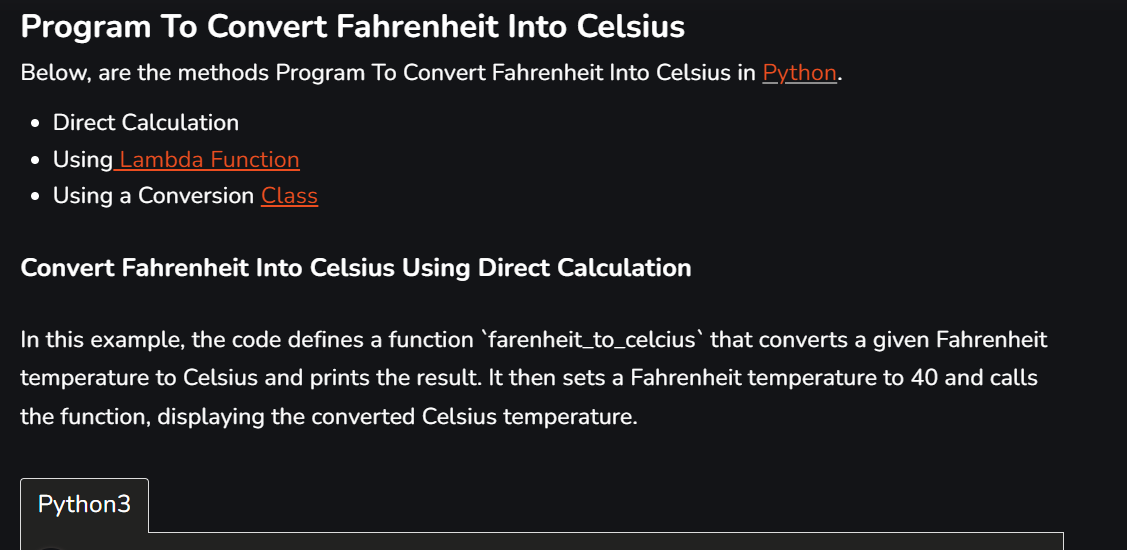 Program To Convert Fahrenheit Into Celsius
Below, are the methods Program To Convert Fahrenheit Into Celsius in Python.
• Direct Calculation
• Using Lambda Function
• Using a Conversion Class
Convert Fahrenheit Into Celsius Using Direct Calculation
In this example, the code defines a function `farenheit_to_celcius` that converts a given Fahrenheit
temperature to Celsius and prints the result. It then sets a Fahrenheit temperature to 40 and calls
the function, displaying the converted Celsius temperature.
Python3